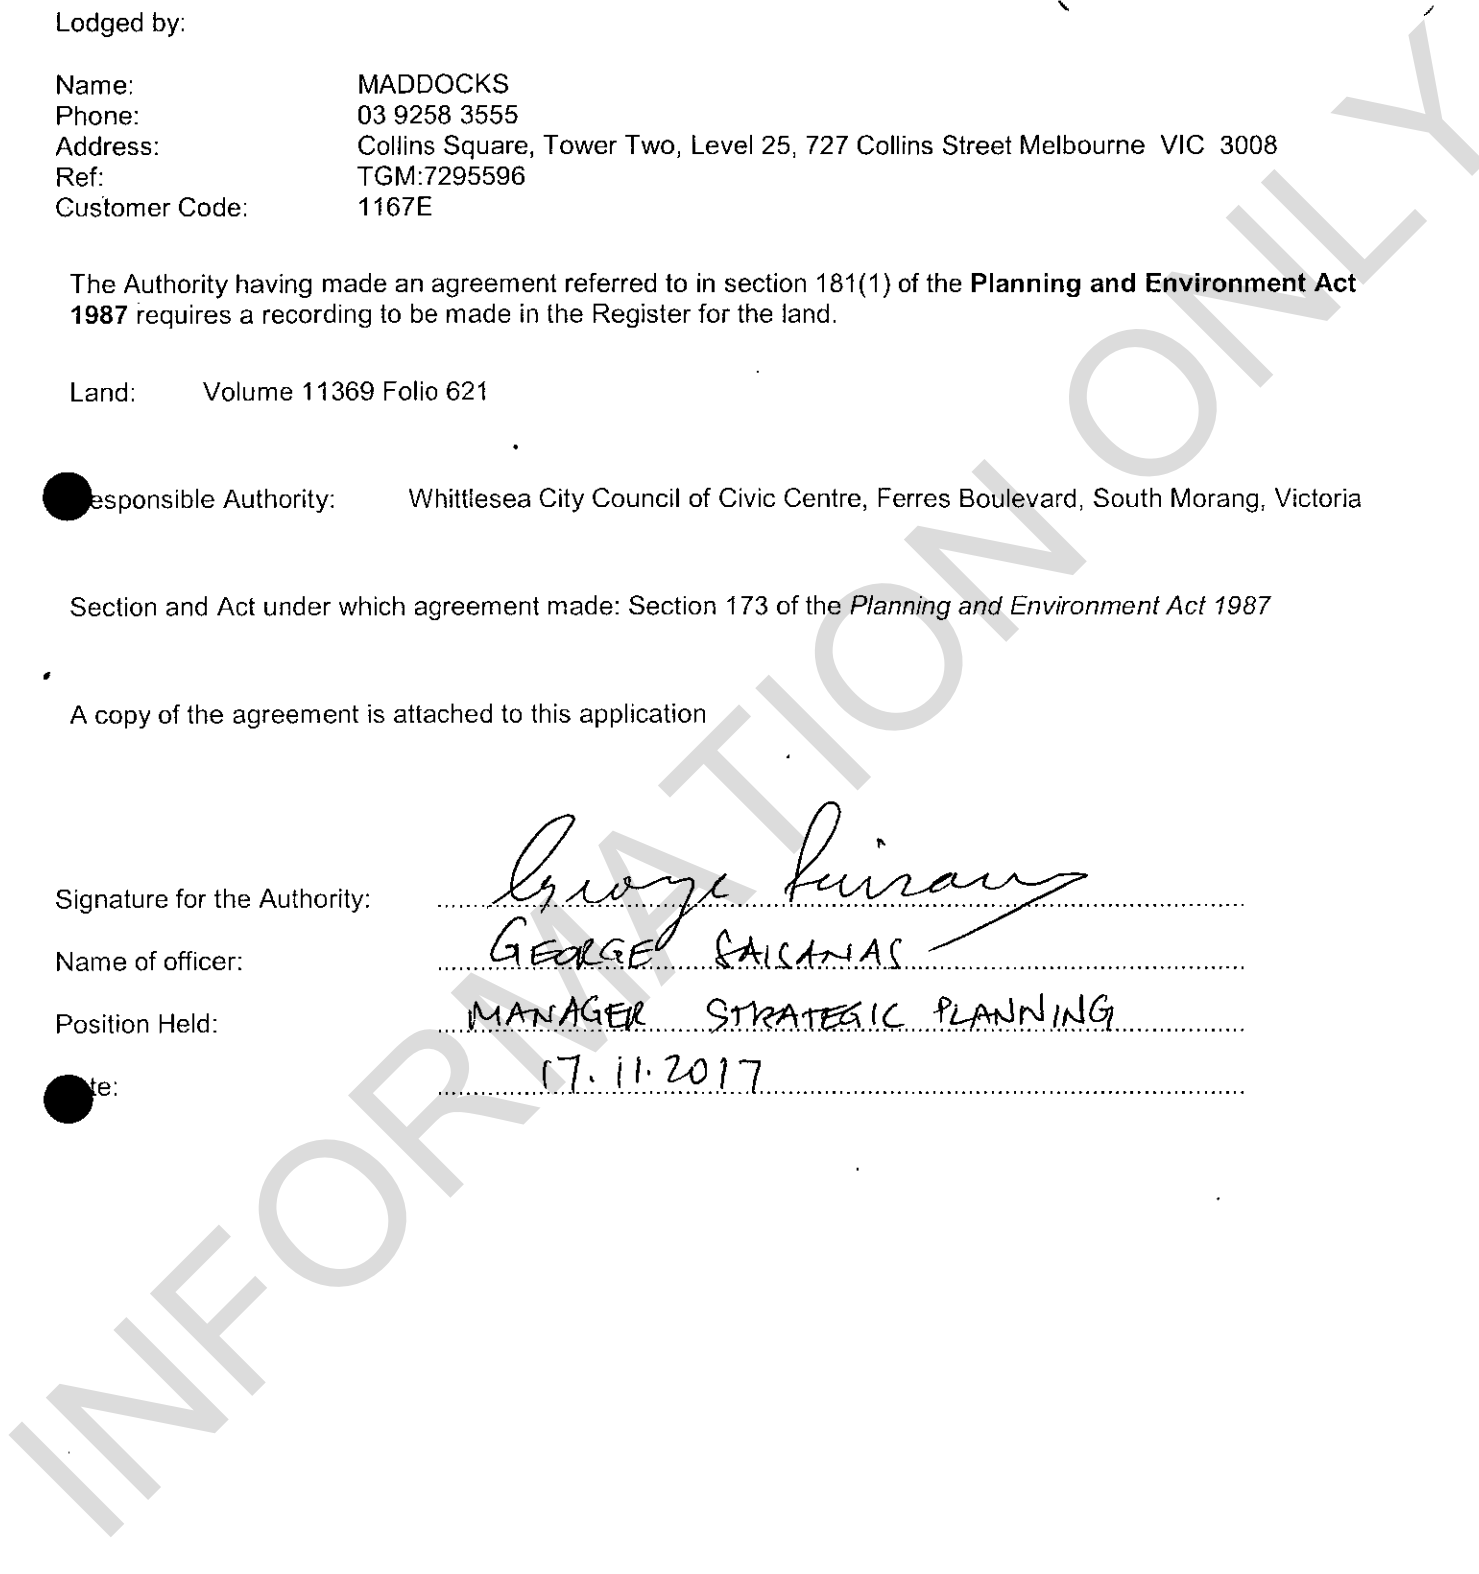 Lodged by:
Name: MADDOCKS
Phone: 03 9258 3555
Address: Collins Square, Tower Two, Level 25, 727 Collins Street Melbourne VIC 3008
Ref: TGM:7295596
Customer Code: 1167E
The Authority having made an agreement referred to in section 181(1) of the Planning and Environment Act
1987 requires a recording to be made in the Register for the land.
Land: Volume 11369 Folio 621
esponsible Authority: Whittlesea City Council of Civic Centre, Ferres Boulevard, South Morang, Victoria
Section and Act under which agreement made: Section 173 of the Planning and Environment Act 1987
A copy of the agreement is attached to this application
Signature for the Authority: George
Name of officer: GEORGE SAISANAS
Position Held: MANAGER STRATEGIC PLANNING
te: 17.11.2017
INFORMATION ONLY